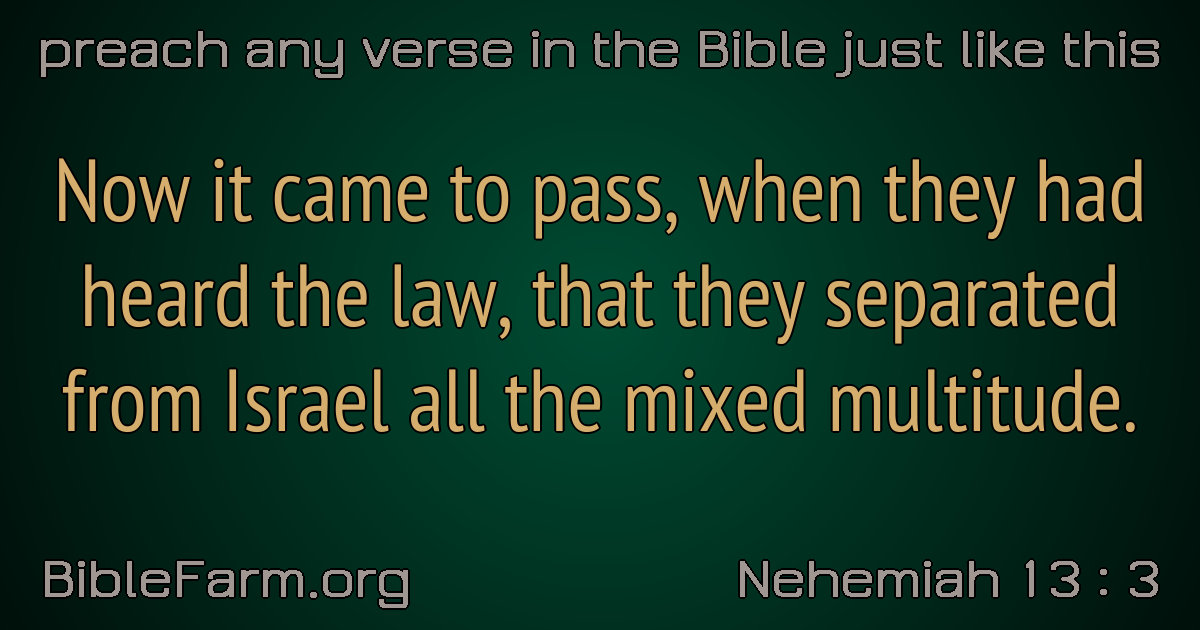 preach any verse in the Bible just like this
Now it came to pass, when they had
heard the law, that they separated
from Israel all the mixed multitude.
BibleFarm.org
Nehemiah 13 : 3